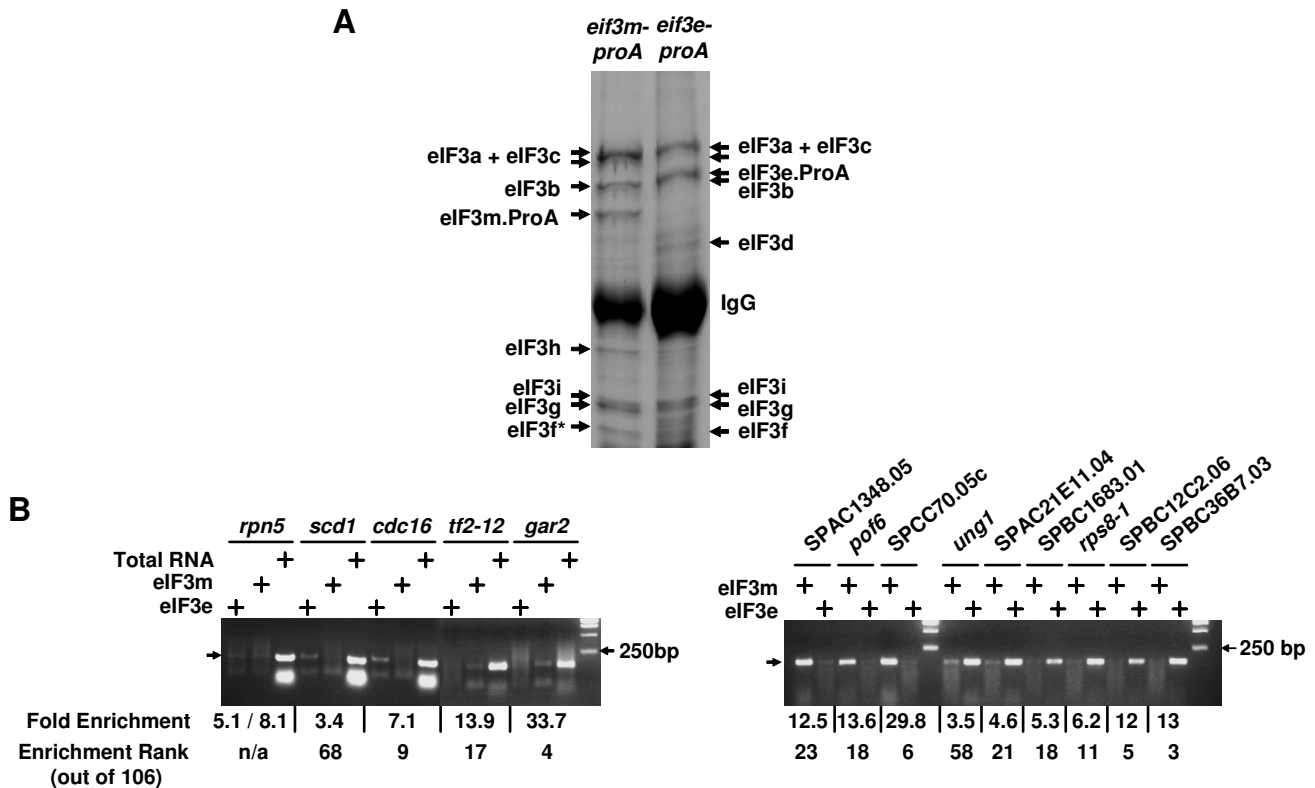 A
eif3m-proA
eif3e-proA
eIF3a + eIF3c
eIF3b
eIF3m.ProA
eIF3h
eIF3i
eIF3g
eIF3f*
eIF3a + eIF3c
eIF3e.ProA
eIF3b
eIF3d
IgG
eIF3i
eIF3g
eIF3f
B
rpn5 scd1 cdc16 tf2-12 gar2
Total RNA + + + + +
eIF3m + + + + +
eIF3e + + + + +
250bp
Fold Enrichment 5.1 / 8.1 3.4 7.1 13.9 33.7
Enrichment Rank n/a 68 9 17 4
(out of 106)
SPAC1348.05 pof6 SPCC70.05c ung1 SPAC21E11.04 SPBC1683.01 rps8-1 SPBC12C2.06 SPBC36B7.03
eIF3m + + + + + + + + +
eIF3e + + + + + + + + +
250 bp
12.5 13.6 29.8 3.5 4.6 5.3 6.2 12 13
23 18 6 58 21 18 11 5 3